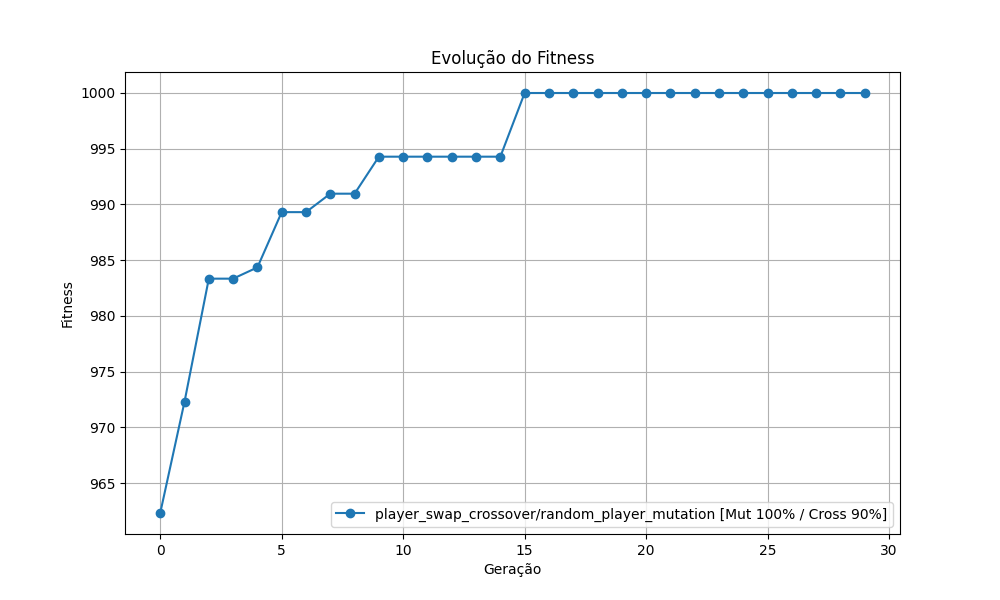 Evolução do Fitness
1000
995
990
985
980
975
970
965
Fitness
0 5 10 15 20 25 30
Geração
player_swap_crossover/random_player_mutation [Mut 100% / Cross 90%]